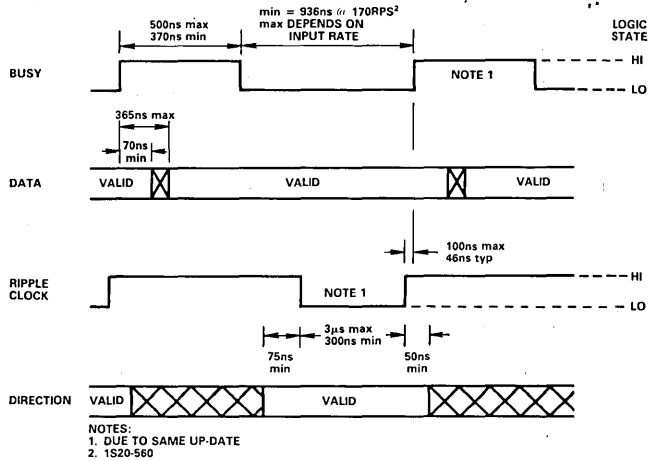 min = 936ns @ 170RPS²
500ns max
370ns min
max DEPENDS ON
INPUT RATE
LOGIC
STATE
BUSY
NOTE 1
HI
LO
365ns max
70ns
min
DATA
VALID
VALID
VALID
100ns max
46ns typ
RIPPLE
CLOCK
NOTE 1
HI
LO
75ns
min
3µs max
300ns min
50ns
min
DIRECTION
VALID
VALID
NOTES:
1. DUE TO SAME UP-DATE
2. 1S20-560